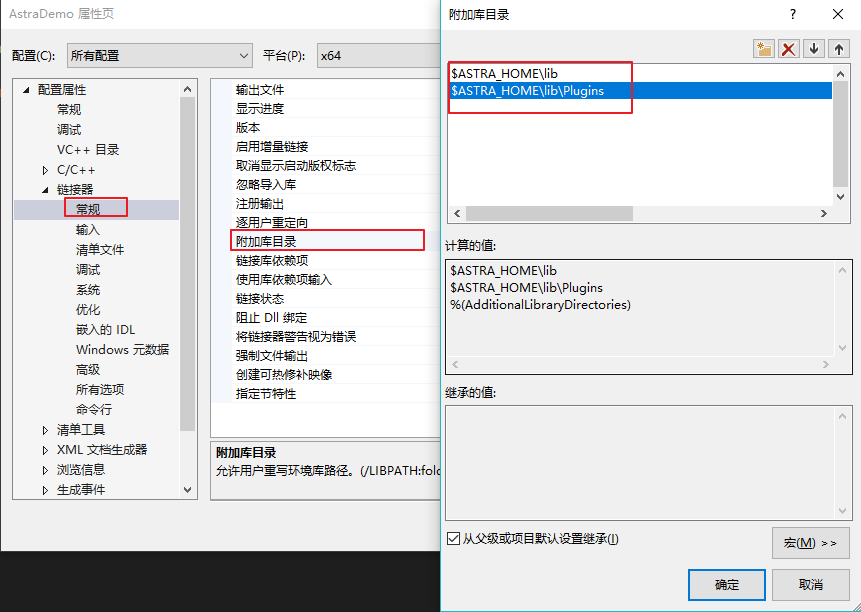 AstraDemo 属性页
配置(C):
所有配置
平台(P):
x64
配置属性
常规
调试
VC++ 目录
C/C++
链接器
常规
输入
清单文件
调试
系统
优化
嵌入的 IDL
Windows 元数据
高级
所有选项
命令行
清单工具
XML 文档生成器
浏览信息
生成事件
输出文件
显示进度
版本
启用增量链接
取消显示启动版权标志
忽略导入库
注册输出
逐用户重定向
附加库目录
链接库依赖项
使用库依赖项输入
链接状态
阻止 Dll 绑定
将链接器警告视为错误
强制文件输出
创建可热修补映像
指定节特性
附加库目录
允许用户重写环境库路径。(/LIBPATH:fol
附加库目录
?
$ASTRA_HOME\lib
$ASTRA_HOME\lib\Plugins
计算的值:
$ASTRA_HOME\lib
$ASTRA_HOME\lib\Plugins
%(AdditionalLibraryDirectories)
继承的值:
从父级或项目默认设置继承(I)
宏(M) >>
确定
取消